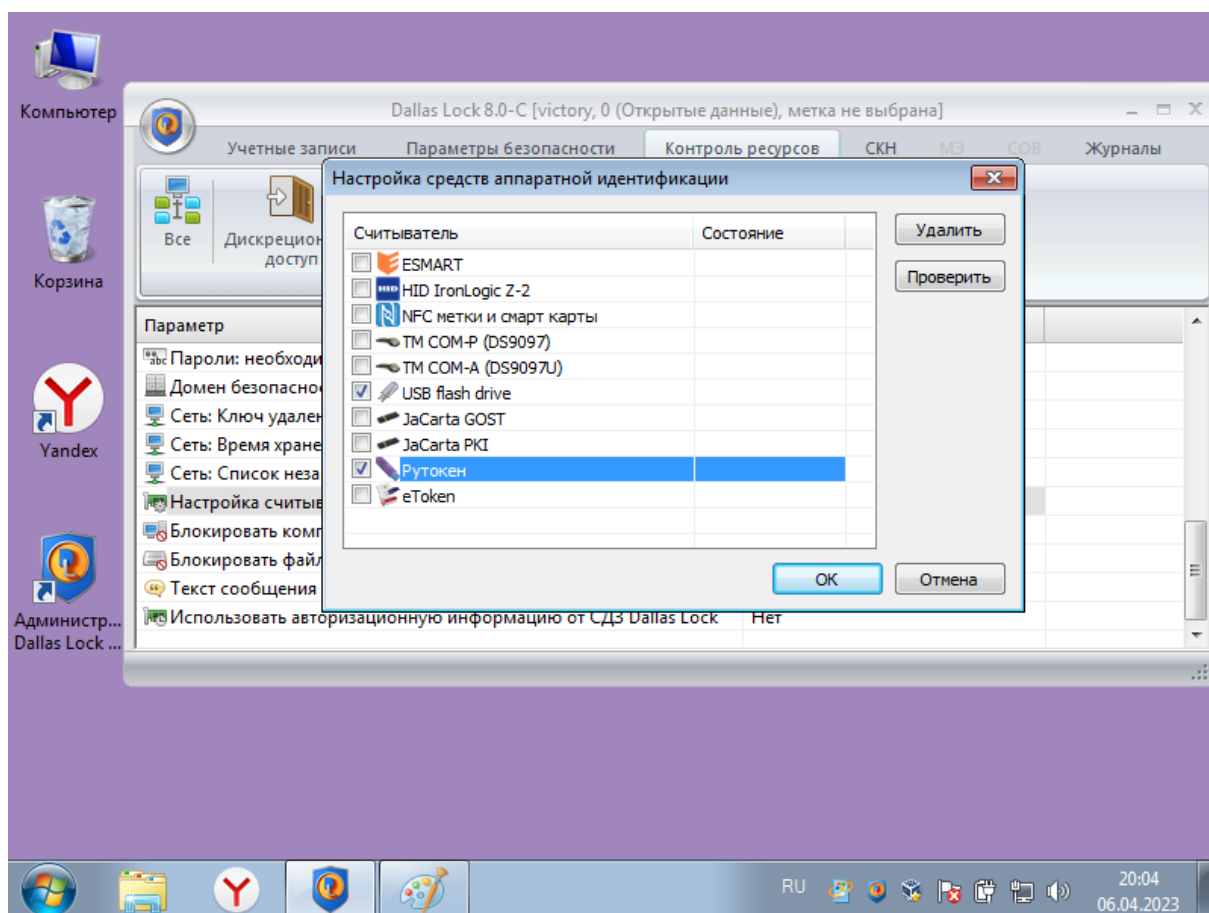 Компьютер
Корзина
Yandex
Администр...
Dallas Lock ...
Dallas Lock 8.0-C [victory, 0 (Открытые данные), метка не выбрана]
Учетные записи
Параметры безопасности
Контроль ресурсов
СКН
МЭ
СОВ
Журналы
Все
Дискрецион
доступ
Параметр
Пароли: необходи
Домен безопасно
Сеть: Ключ удален
Сеть: Время хране
Сеть: Список неза
Настройка считыв
Блокировать комп
Блокировать файл
Текст сообщения
Использовать авторизационную информацию от СДЗ Dallas Lock
Нет
Настройка средств аппаратной идентификации
Считыватель
Состояние
ESMART
HID IronLogic Z-2
NFC метки и смарт карты
TM COM-P (DS9097)
TM COM-A (DS9097U)
USB flash drive
JaCarta GOST
JaCarta PKI
Рутокен
eToken
Удалить
Проверить
OK
Отмена
RU
20:04
06.04.2023